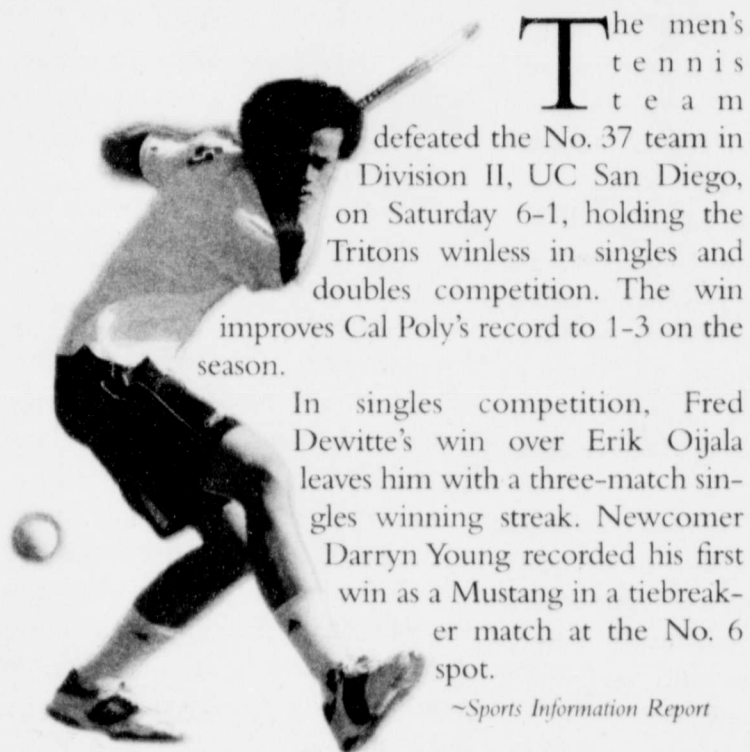 The men's
tennis
team
defeated the No. 37 team in
Division II, UC San Diego,
on Saturday 6-1, holding the
Tritons winless in singles and
doubles competition. The win
improves Cal Poly's record to 1-3 on the
season.
In singles competition, Fred
Dewitte's win over Erik Oijala
leaves him with a three-match sin-
gles winning streak. Newcomer
Darryn Young recorded his first
win as a Mustang in a tiebreak-
er match at the No. 6
spot.
~Sports Information Report